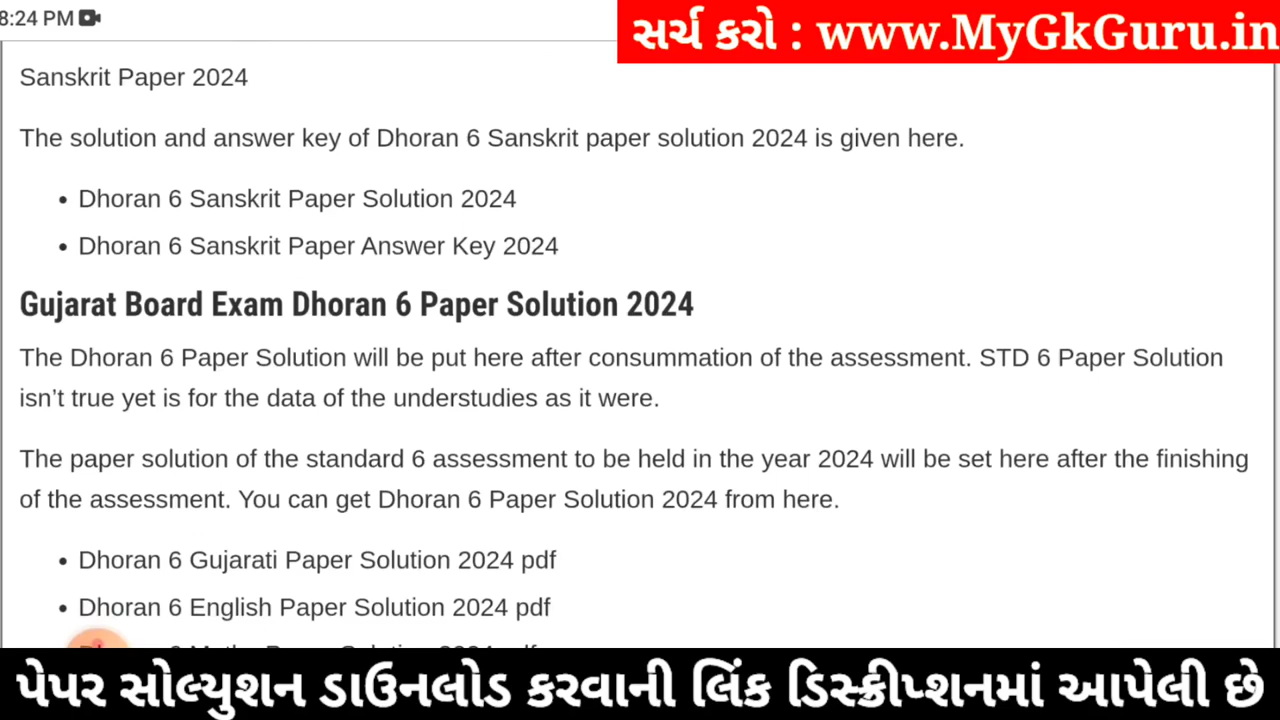 8:24 PM
સર્ચ કરો : www.MyGkGuru.in
Sanskrit Paper 2024
The solution and answer key of Dhoran 6 Sanskrit paper solution 2024 is given here.
• Dhoran 6 Sanskrit Paper Solution 2024
• Dhoran 6 Sanskrit Paper Answer Key 2024
Gujarat Board Exam Dhoran 6 Paper Solution 2024
The Dhoran 6 Paper Solution will be put here after consummation of the assessment. STD 6 Paper Solution
isn’t true yet is for the data of the understudies as it were.
The paper solution of the standard 6 assessment to be held in the year 2024 will be set here after the finishing
of the assessment. You can get Dhoran 6 Paper Solution 2024 from here.
• Dhoran 6 Gujarati Paper Solution 2024 pdf
• Dhoran 6 English Paper Solution 2024 pdf
પેપર સોલ્યુશન ડાઉનલોડ કરવાની લિંક ડિસ્ક્રીપ્શનમાં આપેલી છે